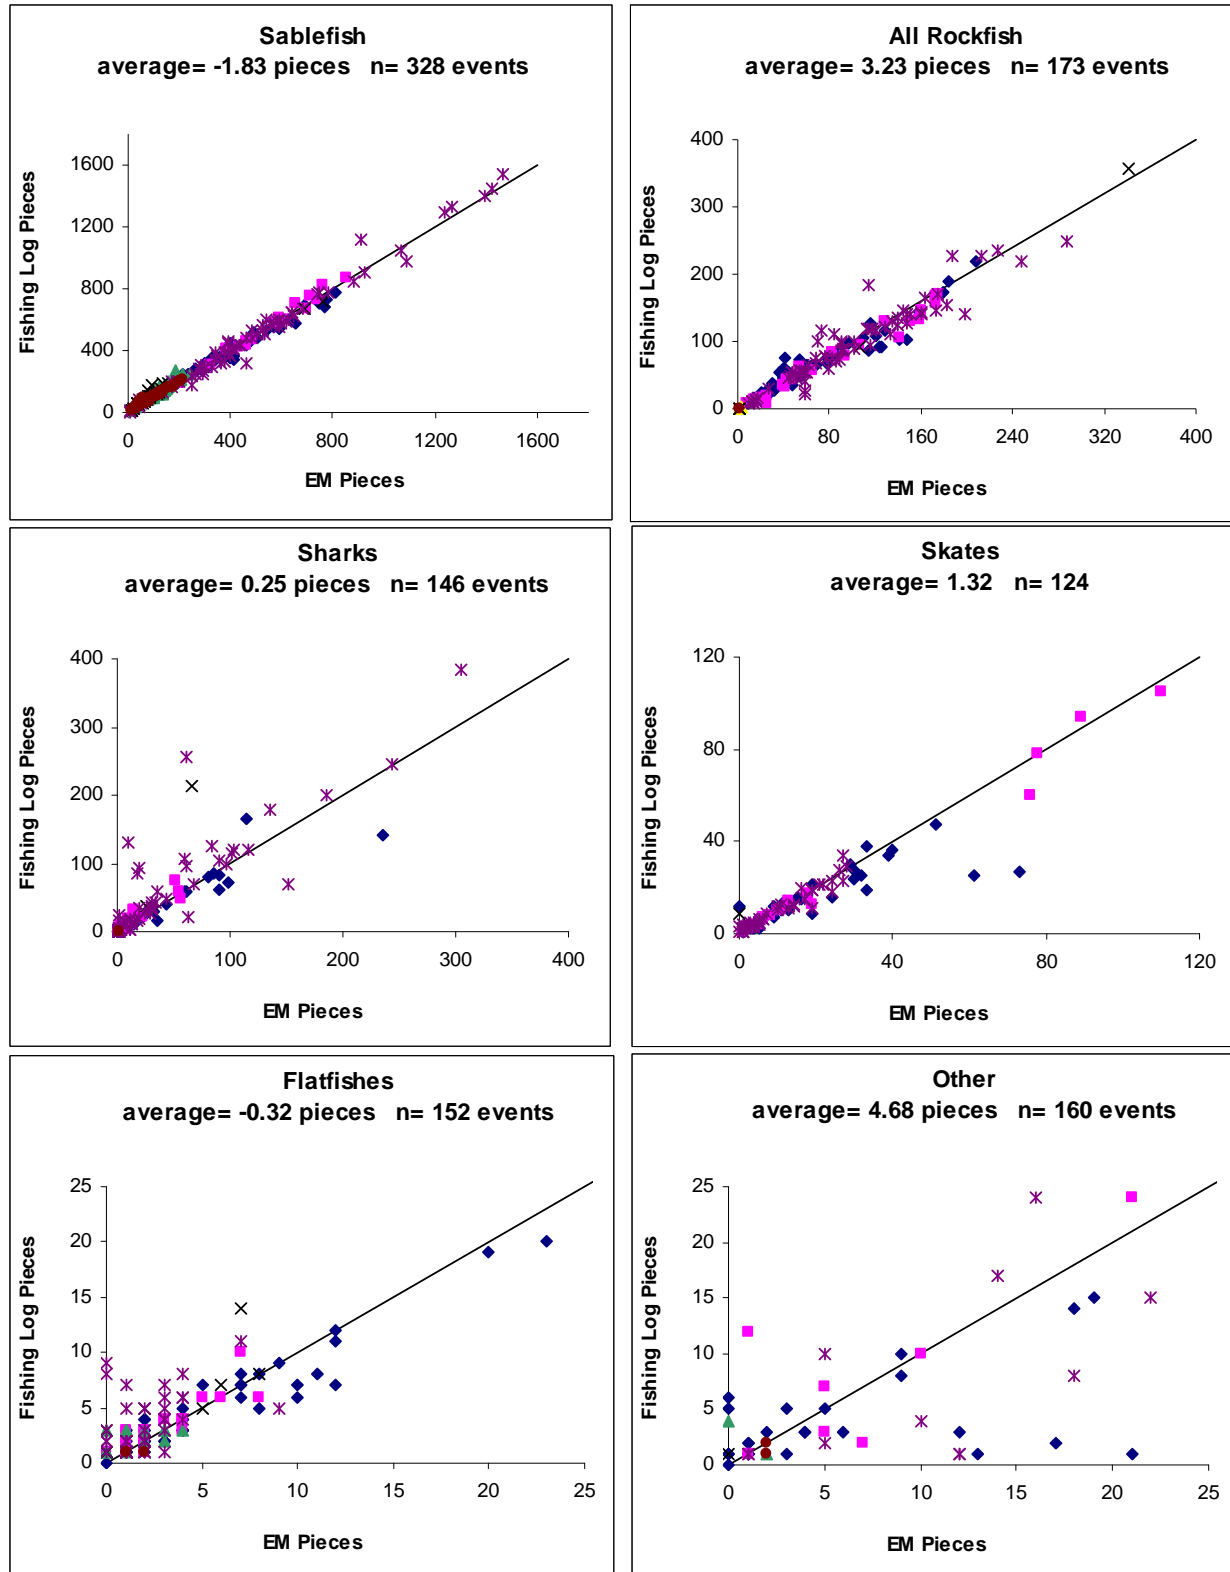 Sablefish
average= -1.83 pieces n= 328 events
Fishing Log Pieces
1600
1200
800
400
0
0 400 800 1200 1600
EM Pieces
All Rockfish
average= 3.23 pieces n= 173 events
Fishing Log Pieces
400
300
200
100
0
0 80 160 240 320 400
EM Pieces
Sharks
average= 0.25 pieces n= 146 events
Fishing Log Pieces
400
300
200
100
0
0 100 200 300 400
EM Pieces
Skates
average= 1.32 n= 124
Fishing Log Pieces
120
80
40
0
0 40 80 120
EM Pieces
Flatfishes
average= -0.32 pieces n= 152 events
Fishing Log Pieces
25
20
15
10
5
0
0 5 10 15 20 25
EM Pieces
Other
average= 4.68 pieces n= 160 events
Fishing Log Pieces
25
20
15
10
5
0
0 5 10 15 20 25
EM Pieces